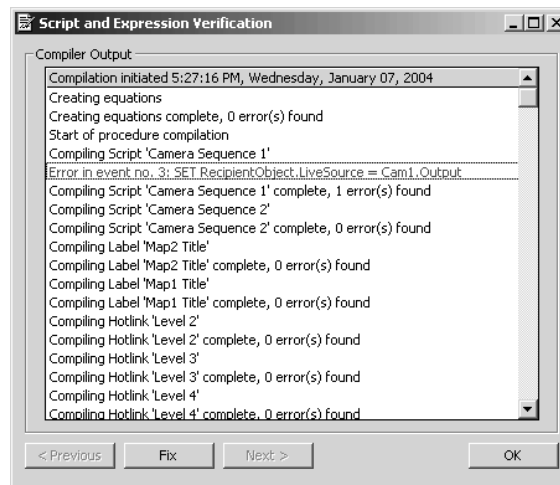 Script and Expression Verification
Compiler Output
Compilation initiated 5:27:16 PM, Wednesday, January 07, 2004
Creating equations
Creating equations complete, 0 error(s) found
Start of procedure compilation
Compiling Script 'Camera Sequence 1'
Error in event no. 3: SET RecipientObject.LiveSource = Cam1.Output
Compiling Script 'Camera Sequence 1' complete, 1 error(s) found
Compiling Script 'Camera Sequence 2'
Compiling Script 'Camera Sequence 2' complete, 0 error(s) found
Compiling Label 'Map2 Title'
Compiling Label 'Map2 Title' complete, 0 error(s) found
Compiling Label 'Map1 Title'
Compiling Label 'Map1 Title' complete, 0 error(s) found
Compiling Hotlink 'Level 2'
Compiling Hotlink 'Level 2' complete, 0 error(s) found
Compiling Hotlink 'Level 3'
Compiling Hotlink 'Level 3' complete, 0 error(s) found
Compiling Hotlink 'Level 4'
Compiling Hotlink 'Level 4' complete, 0 error(s) found
< Previous
Fix
Next >
OK